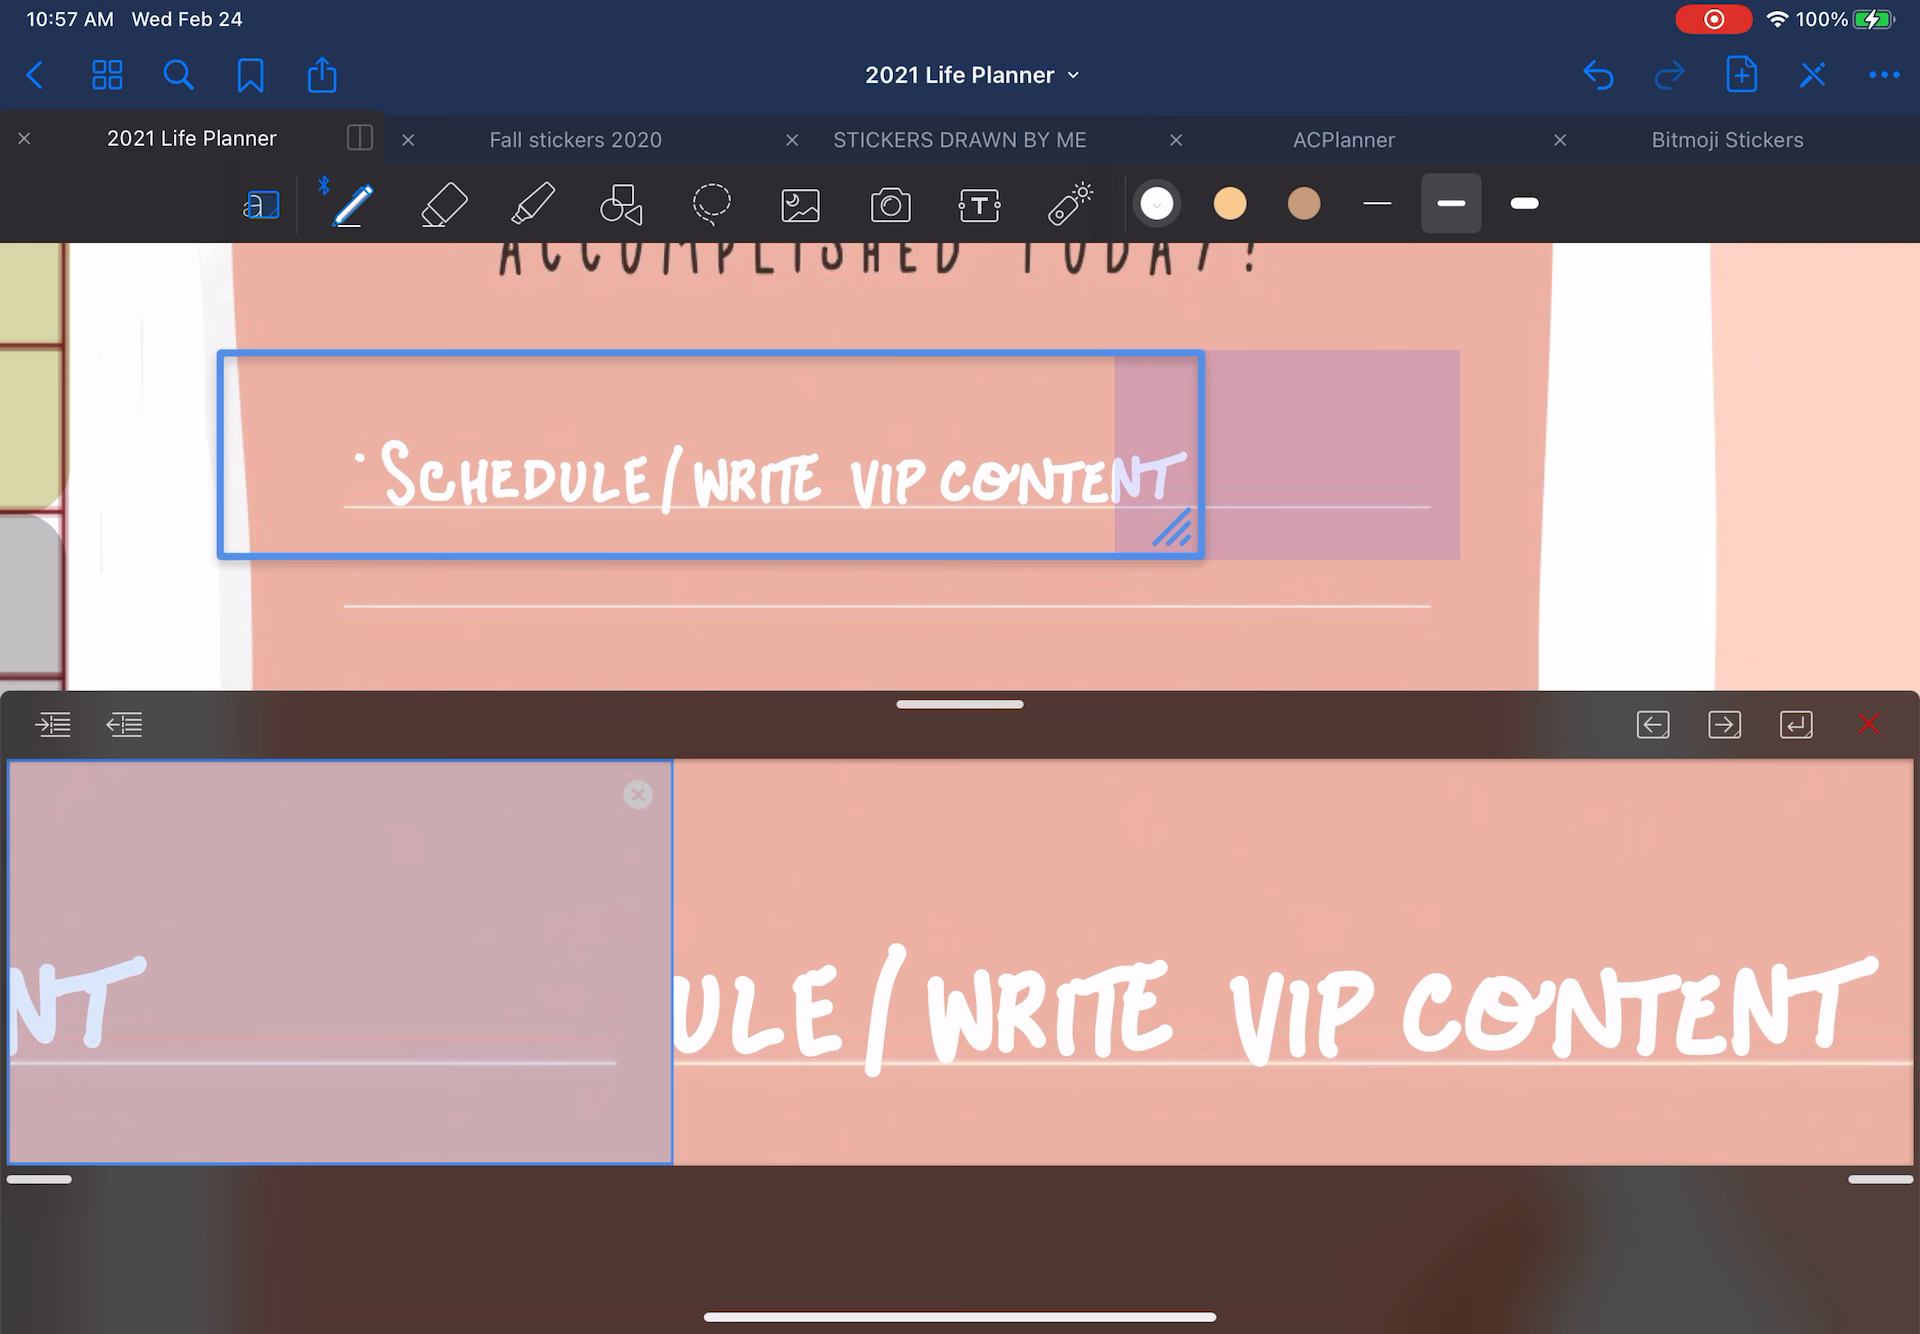 10:57 AM Wed Feb 24
100%
2021 Life Planner
2021 Life Planner
Fall stickers 2020
STICKERS DRAWN BY ME
ACPlanner
Bitmoji Stickers
a
T
ACCOMPLISHED TODAY?
· SCHEDULE/WRITE VIP CONTENT
NT
ULE/WRITE VIP CONTENT